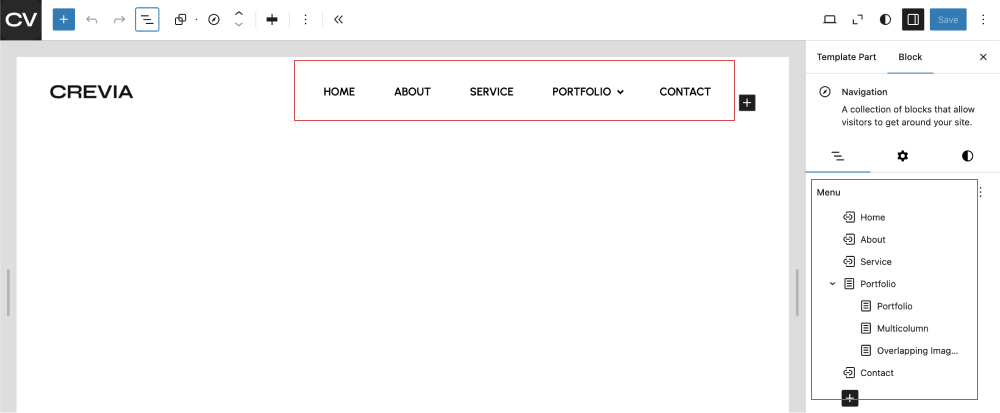 CV
Save
CREVIA
HOME ABOUT SERVICE PORTFOLIO CONTACT
Template Part Block
Navigation
A collection of blocks that allow
visitors to get around your site.
Menu
Home
About
Service
Portfolio
Portfolio
Multicolumn
Overlapping Imag...
Contact